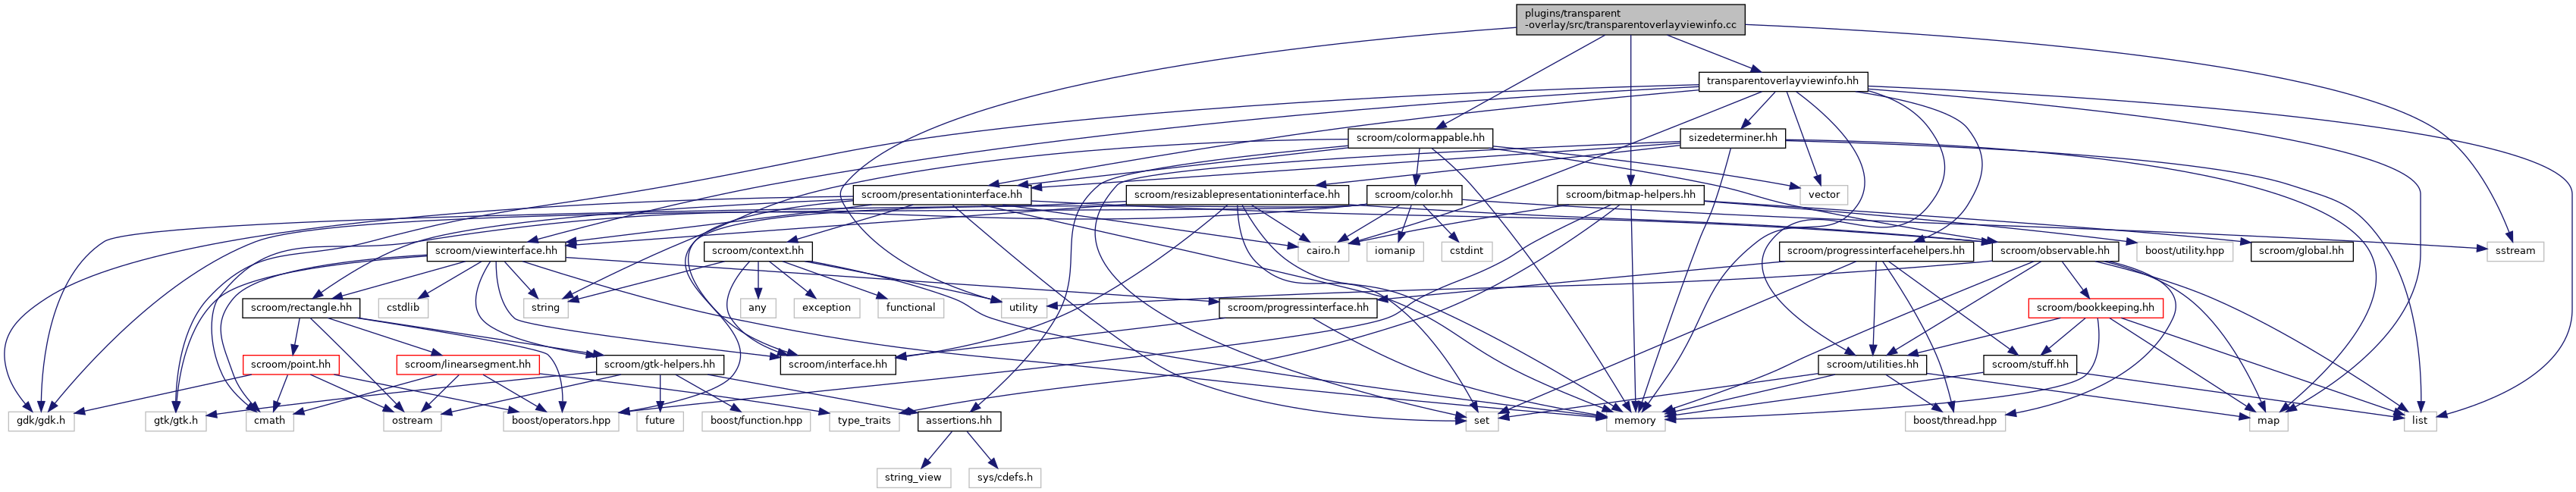 plugins/transparent
-overlay/src/transparentoverlayviewinfo.cc
transparentoverlayviewinfo.hh
scroom/colormappable.hh
sizedeterminer.hh
scroom/presentationinterface.hh
scroom/resizablepresentationinterface.hh
scroom/color.hh
scroom/bitmap-helpers.hh
vector
scroom/viewinterface.hh
scroom/context.hh
cairo.h
iomanip
cstdint
scroom/progressinterfacehelpers.hh
scroom/observable.hh
boost/utility.hpp
scroom/global.hh
sstream
scroom/rectangle.hh
cstdlib
string
any
exception
functional
utility
scroom/progressinterface.hh
scroom/bookkeeping.hh
scroom/point.hh
scroom/linearsegment.hh
scroom/gtk-helpers.hh
scroom/interface.hh
scroom/utilities.hh
scroom/stuff.hh
gdk/gdk.h
gtk/gtk.h
cmath
ostream
boost/operators.hpp
future
boost/function.hpp
type_traits
assertions.hh
set
memory
boost/thread.hpp
map
list
string_view
sys/cdefs.h